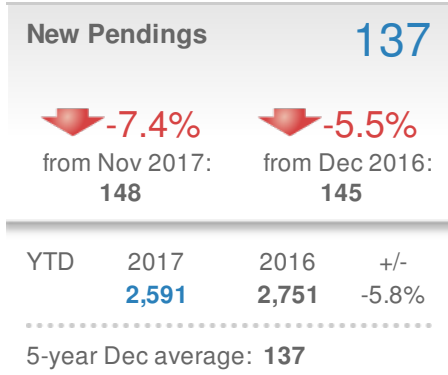 New Pendings 137
-7.4% -5.5%
from Nov 2017: from Dec 2016:
148 145
YTD 2017 2016 +/-
2,591 2,751 -5.8%
5-year Dec average: 137